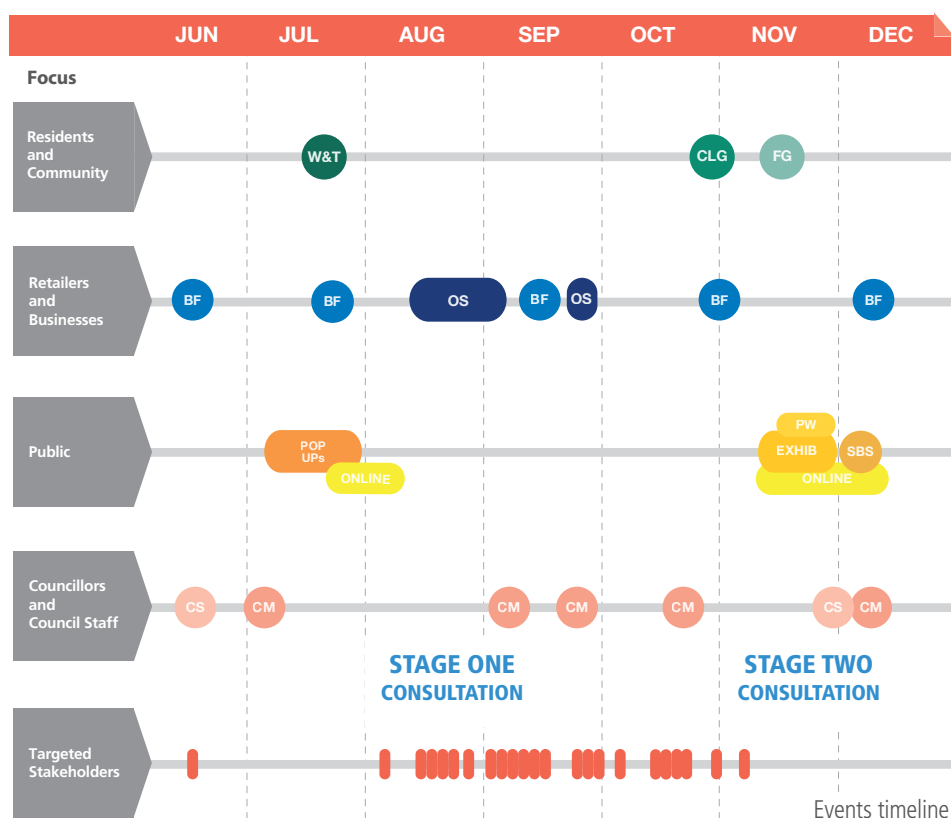 JUN JUL AUG SEP OCT NOV DEC
Focus
Residents
and
Community
W&T CLG FG
Retailers
and
Businesses
BF BF OS BF OS BF BF
Public
POP
UPs
ONLINE
PW
EXHIB SBS
ONLINE
Councillors
and
Council Staff
CS CM CM CM CM CS CM
STAGE ONE
CONSULTATION
STAGE TWO
CONSULTATION
Targeted
Stakeholders
Events timeline